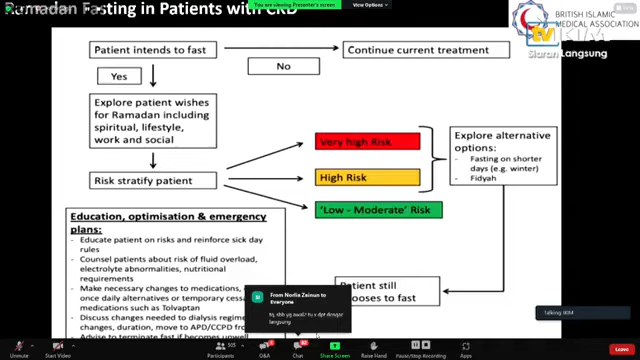 Ramadan Fasting in Patients with CKD
You are viewing Presenter's screen
View Options
BRITISH ISLAMIC
MEDICAL ASSOCIATION
tvIKIM
Siaran Langsung
Patient intends to fast
Continue current treatment
Yes
No
Explore patient wishes
for Ramadan including
spiritual, lifestyle,
work and social
Risk stratify patient
Very high Risk
High Risk
'Low – Moderate' Risk
Explore alternative
options:
- Fasting on shorter
days (e.g. winter)
- Fidyah
Education, optimisation & emergency
plans:
- Educate patient on risks and reinforce sick day
rules
- Counsel patients about risk of fluid overload,
electrolyte abnormalities, nutritional
requirements
- Make necessary changes to medications,
once daily alternatives or temporary cessa
medications such as Tolvaptan
- Discuss changes needed to dialysis regime
changes, duration, move to APD/CCPD from
- Advise to terminate fast if becomes unwell
Patient still
chooses to fast
From Norlia Zainun to
Everyone
langsung
Talking: IKIM
Mute
Start Video
505
Participants
Q&A
Chat
Share Screen
Raise Hand
Pause/Stop Recording
Apps
Leave